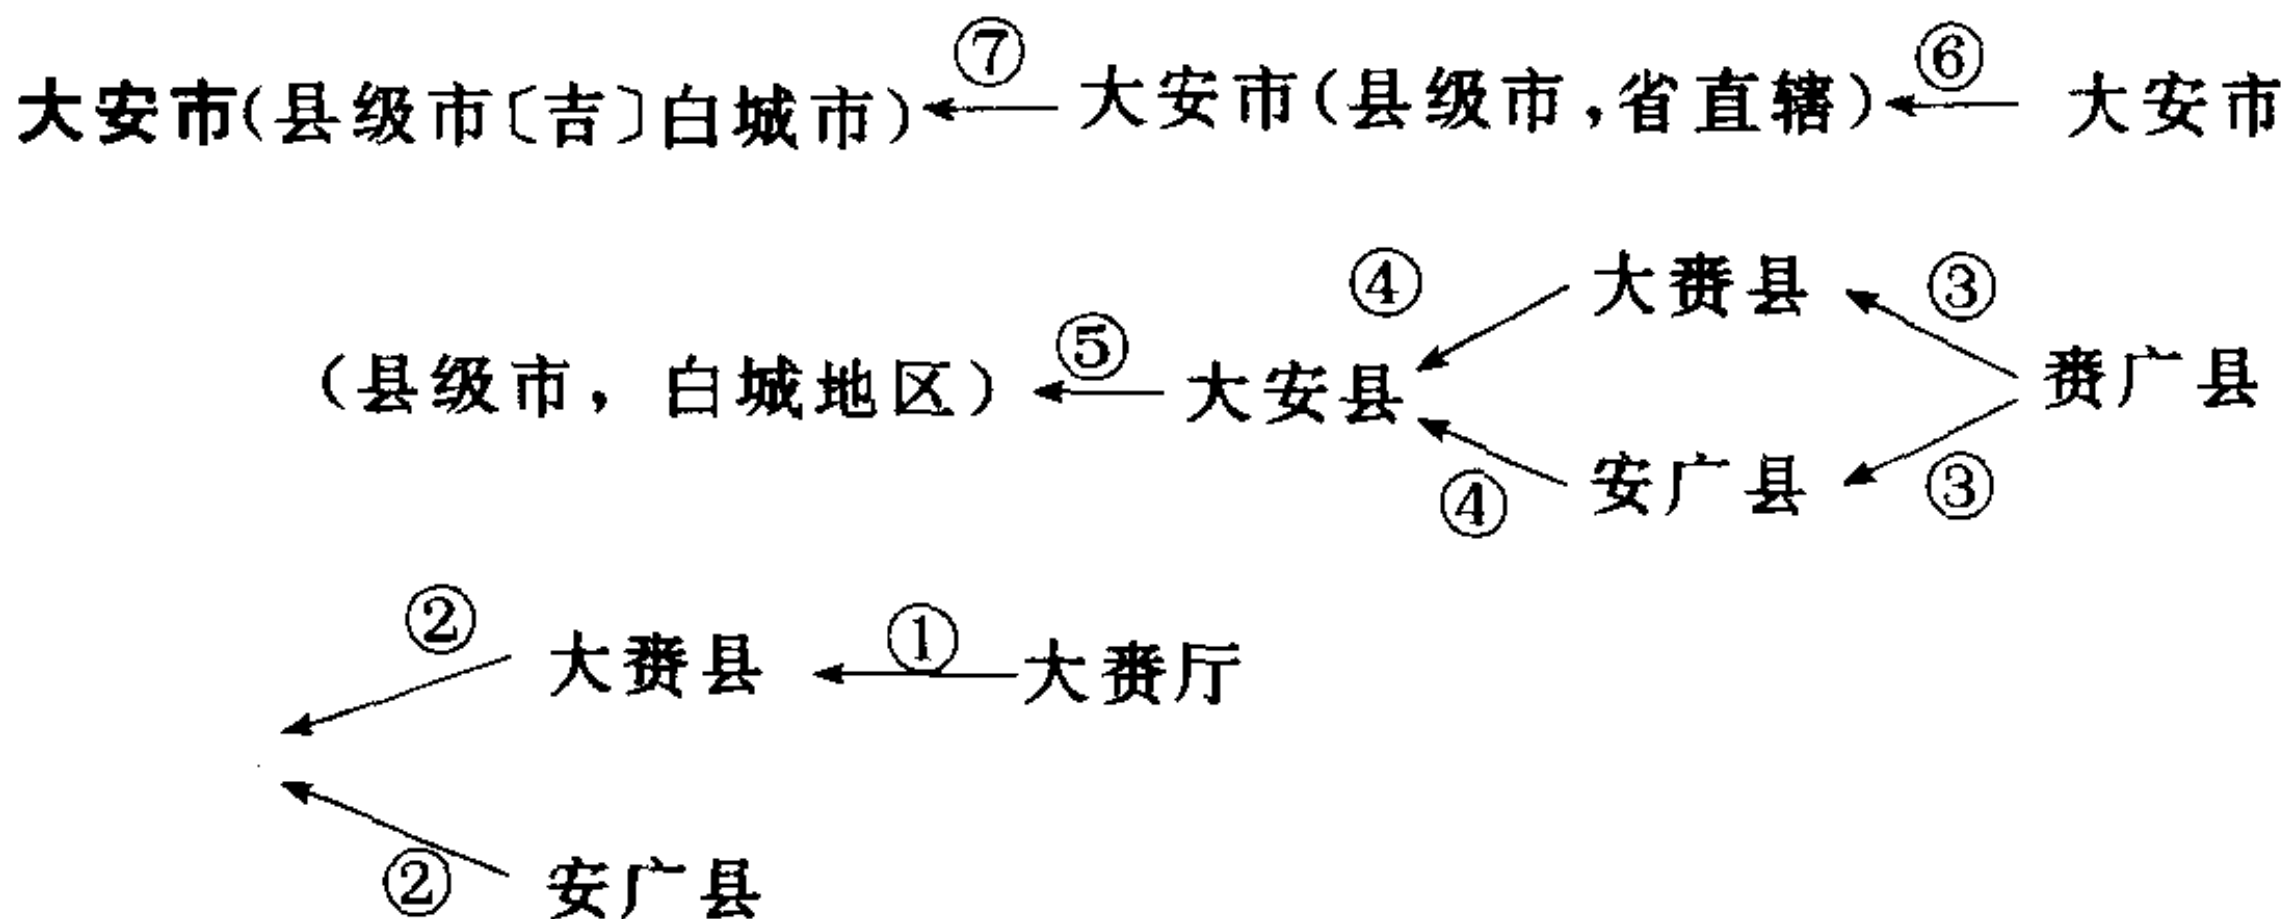 ⑦ ⑥
大安市(县级市〔吉〕白城市) 大安市(县级市,省直辖) 大安市
④ 大赉县 ③
(县级市, 白城地区) ⑤ 大安县 赉广县
④ 安广县 ③
② 大赉县 ① 大赉厅
② 安广县